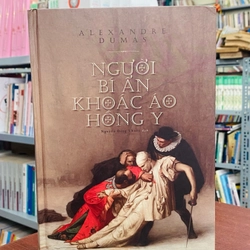 ALEXANDRE
DUMAS
NGƯỜI
BÍ ẨN
KHOÁC ÁO
HỒNG Y